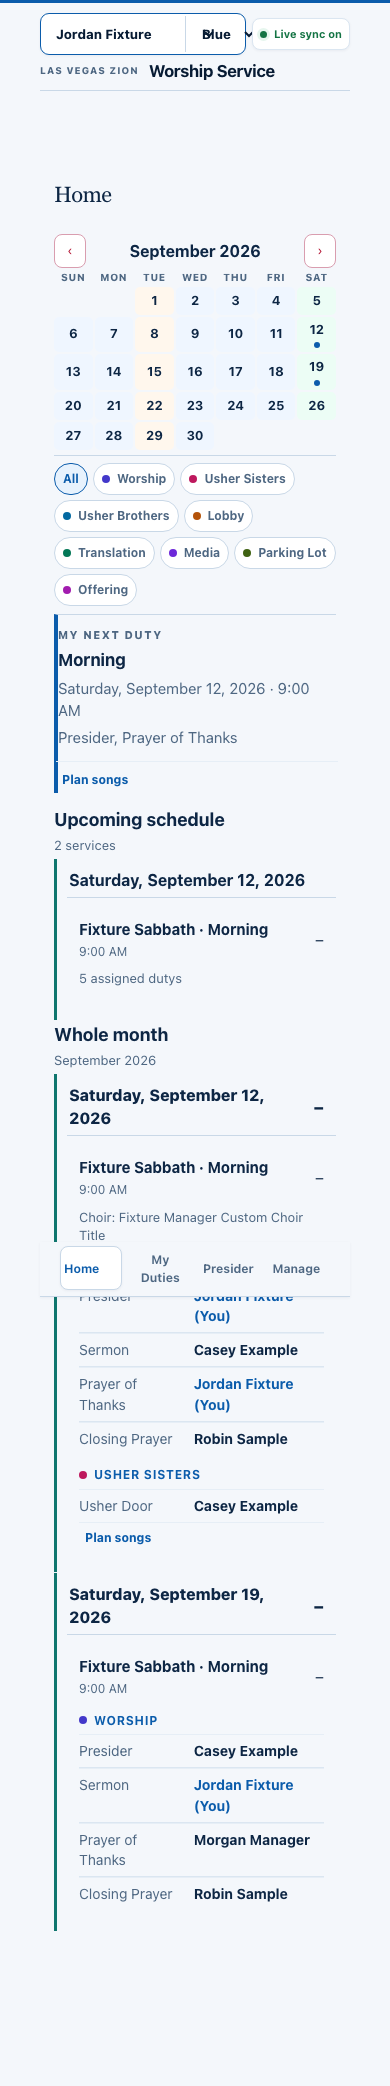 Jordan Fixture
Blue
Live sync on
LAS VEGAS ZION Worship Service
Home
‹ September 2026 ›
SUN MON TUE WED THU FRI SAT
1 2 3 4 5
6 7 8 9 10 11 12
13 14 15 16 17 18 19
20 21 22 23 24 25 26
27 28 29 30
All Worship Usher Sisters
Usher Brothers Lobby
Translation Media Parking Lot
Offering
MY NEXT DUTY
Morning
Saturday, September 12, 2026 · 9:00
AM
Presider, Prayer of Thanks
Plan songs
Upcoming schedule
2 services
Saturday, September 12, 2026
Fixture Sabbath · Morning –
9:00 AM
5 assigned dutys
Whole month
September 2026
Saturday, September 12,
2026 –
Fixture Sabbath · Morning –
9:00 AM
Choir: Fixture Manager Custom Choir
Title
Home My Duties Presider Manage
Presider Jordan Fixture
(You)
Sermon Casey Example
Prayer of Thanks Jordan Fixture
(You)
Closing Prayer Robin Sample
USHER SISTERS
Usher Door Casey Example
Plan songs
Saturday, September 19,
2026 –
Fixture Sabbath · Morning –
9:00 AM
WORSHIP
Presider Casey Example
Sermon Jordan Fixture
(You)
Prayer of Thanks Morgan Manager
Closing Prayer Robin Sample